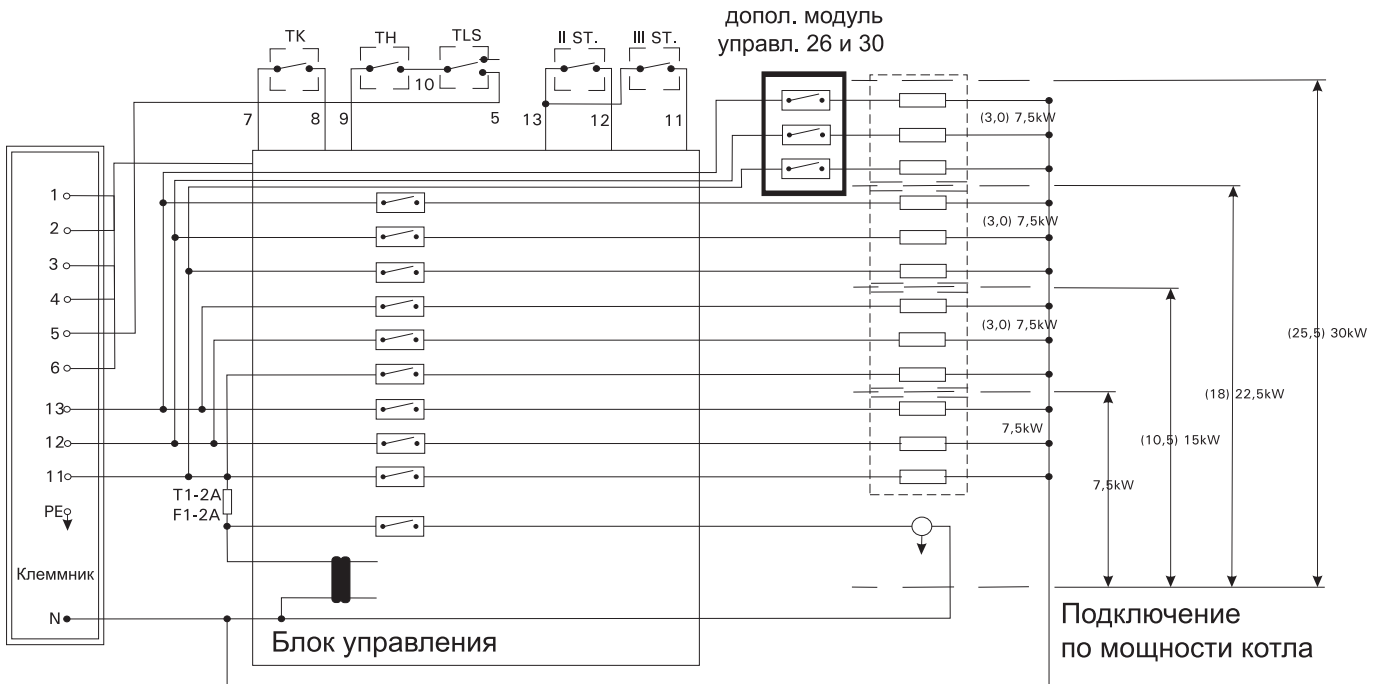 допол. модуль
управл. 26 и 30
TK
TH
TLS
II ST.
III ST.
10
7
8
9
5
13
12
11
(3,0) 7,5kW
(3,0) 7,5kW
(3,0) 7,5kW
7,5kW
1
2
3
4
5
6
13
12
11
PE
N
Клеммник
T1-2A
F1-2A
Блок управления
7,5kW
(10,5) 15kW
(18) 22,5kW
(25,5) 30kW
Подключение
по мощности котла